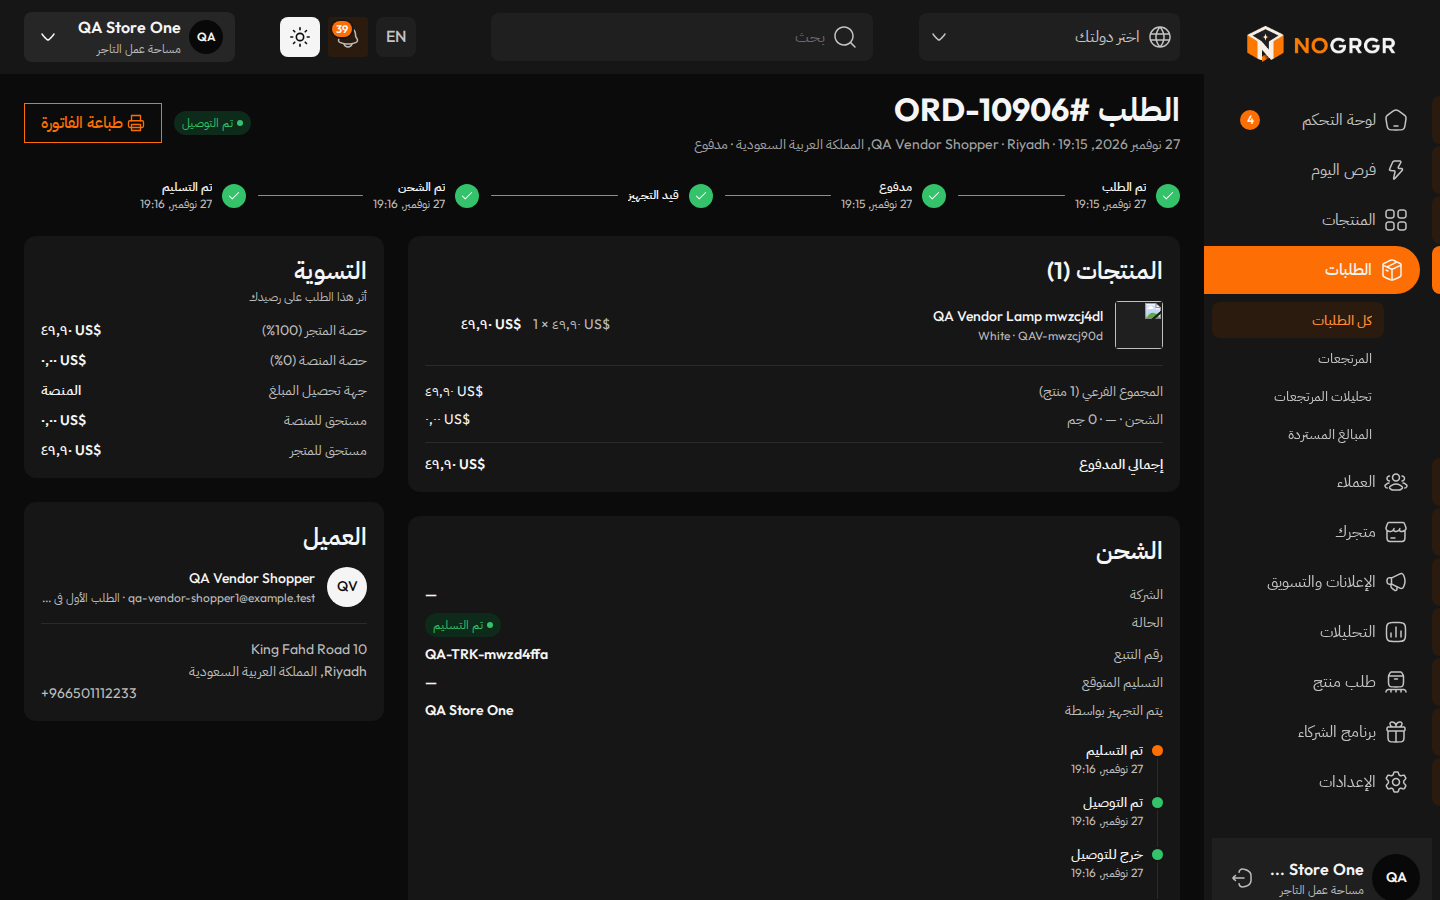 NOGRGR
لوحة التحكم
4
فرص اليوم
المنتجات
الطلبات
كل الطلبات
المرتجعات
تحليلات المرتجعات
المبالغ المستردة
العملاء
متجرك
الإعلانات والتسويق
التحليلات
طلب منتج
برنامج الشركاء
الإعدادات
QA
Store One ...
مساحة عمل التاجر
اختر دولتك
بحث
EN
39
QA
QA Store One
مساحة عمل التاجر
الطلب #ORD-10906
27 نوفمبر 2026, 19:15 · QA Vendor Shopper · Riyadh, المملكة العربية السعودية · مدفوع
تم التوصيل
طباعة الفاتورة
تم الطلب
27 نوفمبر, 19:15
مدفوع
27 نوفمبر, 19:15
قيد التجهيز
تم الشحن
27 نوفمبر, 19:16
تم التسليم
27 نوفمبر, 19:16
المنتجات (1)
QA Vendor Lamp mwzcj4dl
White · QAV-mwzcj90d
1 × ٤٩,٩٠ US$
٤٩,٩٠ US$
المجموع الفرعي (1 منتج)
٤٩,٩٠ US$
الشحن · — · 0 جم
٠,٠٠ US$
إجمالي المدفوع
٤٩,٩٠ US$
التسوية
أثر هذا الطلب على رصيدك
حصة المتجر (100%)
٤٩,٩٠ US$
حصة المنصة (0%)
٠,٠٠ US$
جهة تحصيل المبلغ
المنصة
مستحق للمنصة
٠,٠٠ US$
مستحق للمتجر
٤٩,٩٠ US$
الشحن
الشركة
—
الحالة
تم التسليم
رقم التتبع
QA-TRK-mwzd4ffa
التسليم المتوقع
—
يتم التجهيز بواسطة
QA Store One
تم التسليم
27 نوفمبر, 19:16
تم التوصيل
27 نوفمبر, 19:16
خرج للتوصيل
27 نوفمبر, 19:16
العميل
QV
QA Vendor Shopper
qa-vendor-shopper1@example.test · الطلب الأول في ...
King Fahd Road 10
Riyadh, المملكة العربية السعودية
+966501112233